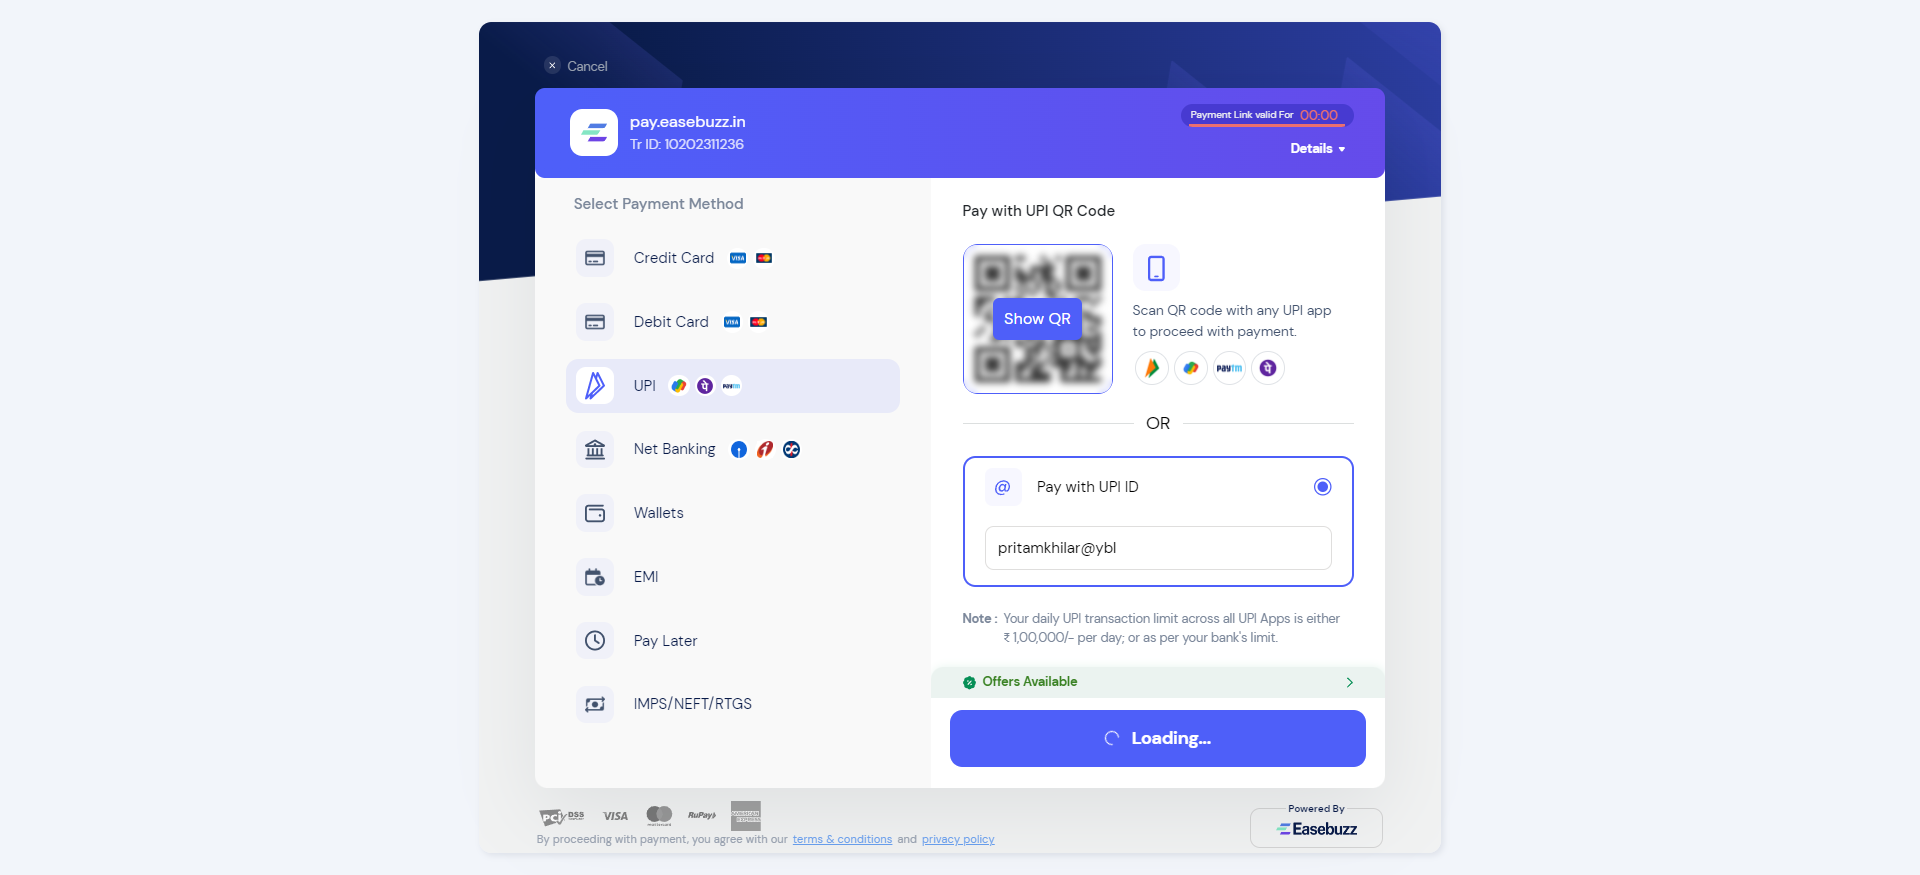 Cancel
pay.easebuzz.in
Tr ID: 10202311236
Payment Link valid For 00:00
Details
Select Payment Method
Credit Card VISA
Debit Card VISA
UPI पे paytm
Net Banking
Wallets
EMI
Pay Later
IMPS/NEFT/RTGS
Pay with UPI QR Code
Show QR
Scan QR code with any UPI app
to proceed with payment.
paytm पे
OR
@ Pay with UPI ID
pritamkhilar@ybl
Note : Your daily UPI transaction limit across all UPI Apps is either
₹ 1,00,000/- per day; or as per your bank's limit.
Offers Available
Loading...
PCI DSS VISA RuPay AMERICAN EXPRESS
By proceeding with payment, you agree with our terms & conditions and privacy policy
Powered By
Easebuzz